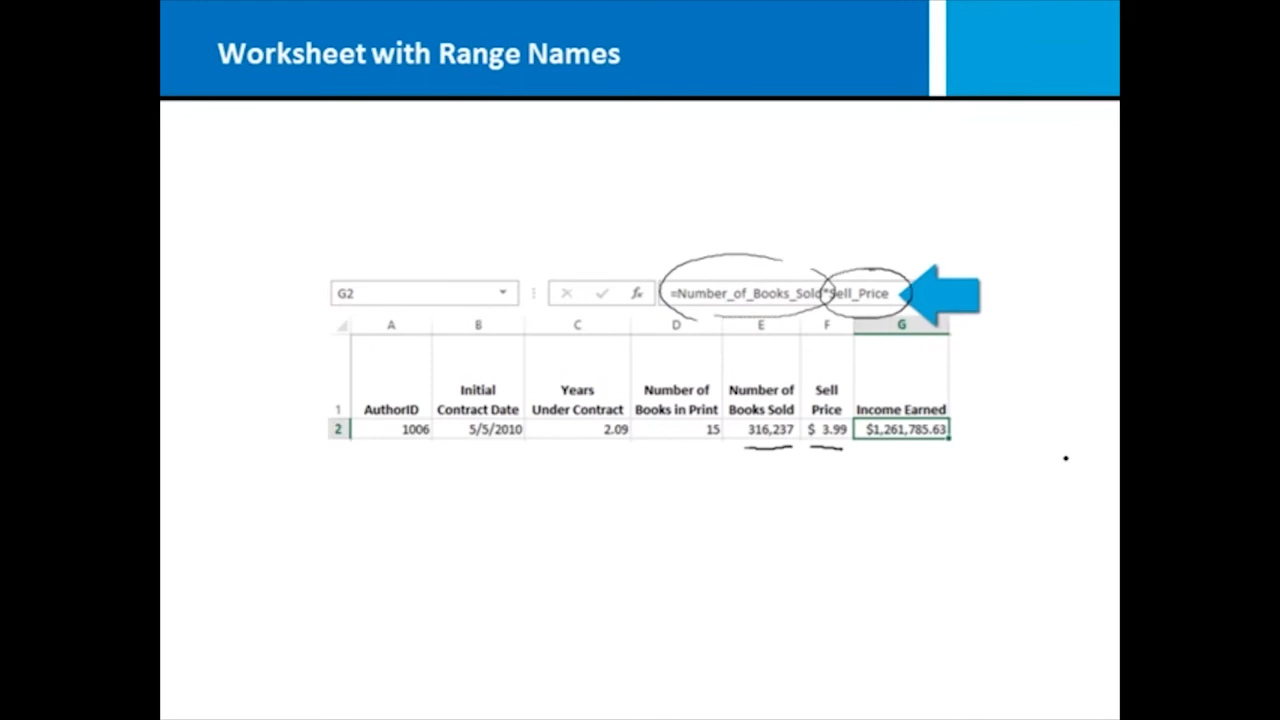 Worksheet with Range Names
G2 fx =Number_of_Books_Sold*Sell_Price
A B C D E F G
Initial Years Number of Number of Sell
1 AuthorID Contract Date Under Contract Books in Print Books Sold Price Income Earned
2 1006 5/5/2010 2.09 15 316,237 $ 3.99 $1,261,785.63